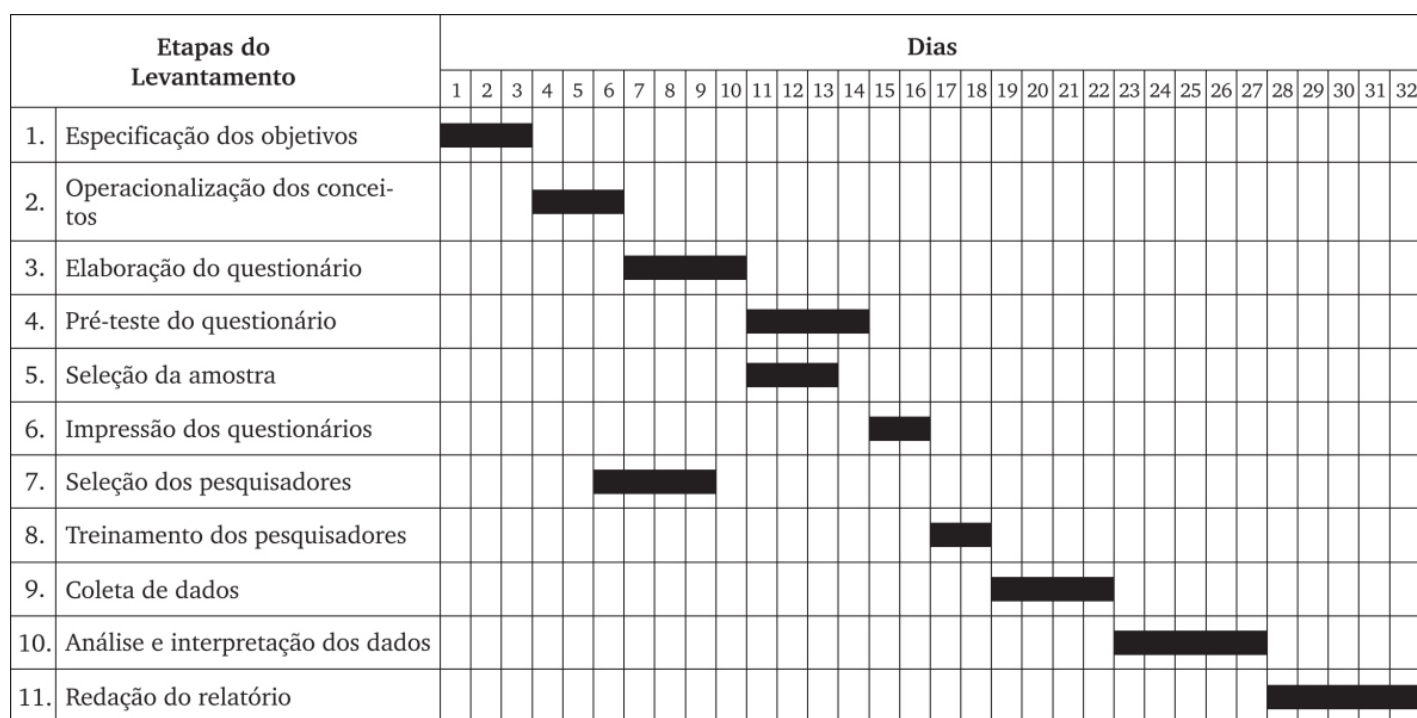 Etapas do
Levantamento
Dias
1 2 3 4 5 6 7 8 9 10 11 12 13 14 15 16 17 18 19 20 21 22 23 24 25 26 27 28 29 30 31 32
1. Especificação dos objetivos
2. Operacionalização dos concei-
tos
3. Elaboração do questionário
4. Pré-teste do questionário
5. Seleção da amostra
6. Impressão dos questionários
7. Seleção dos pesquisadores
8. Treinamento dos pesquisadores
9. Coleta de dados
10. Análise e interpretação dos dados
11. Redação do relatório